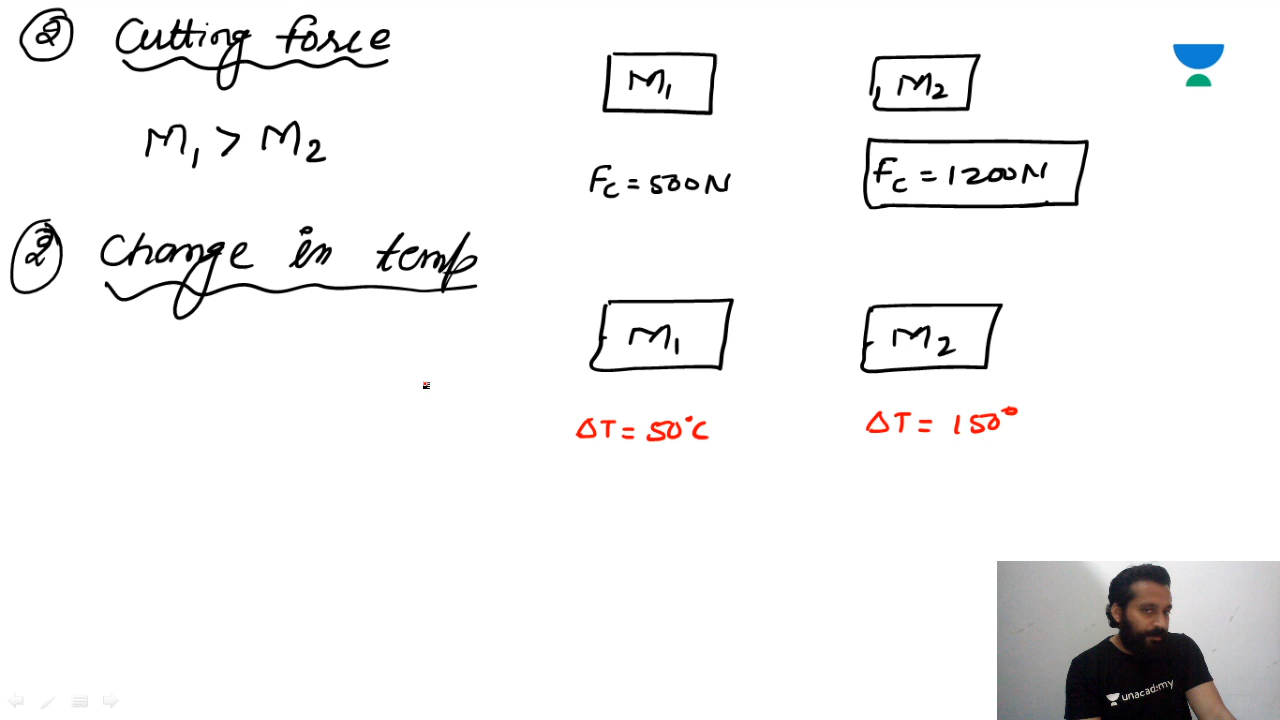 ② Cutting force
M₁ > M₂
M₁
M₂
Fc = 500N
Fc = 1200N
② Change in temp
M₁
M₂
ΔT = 50°C
ΔT = 150°
unacademy